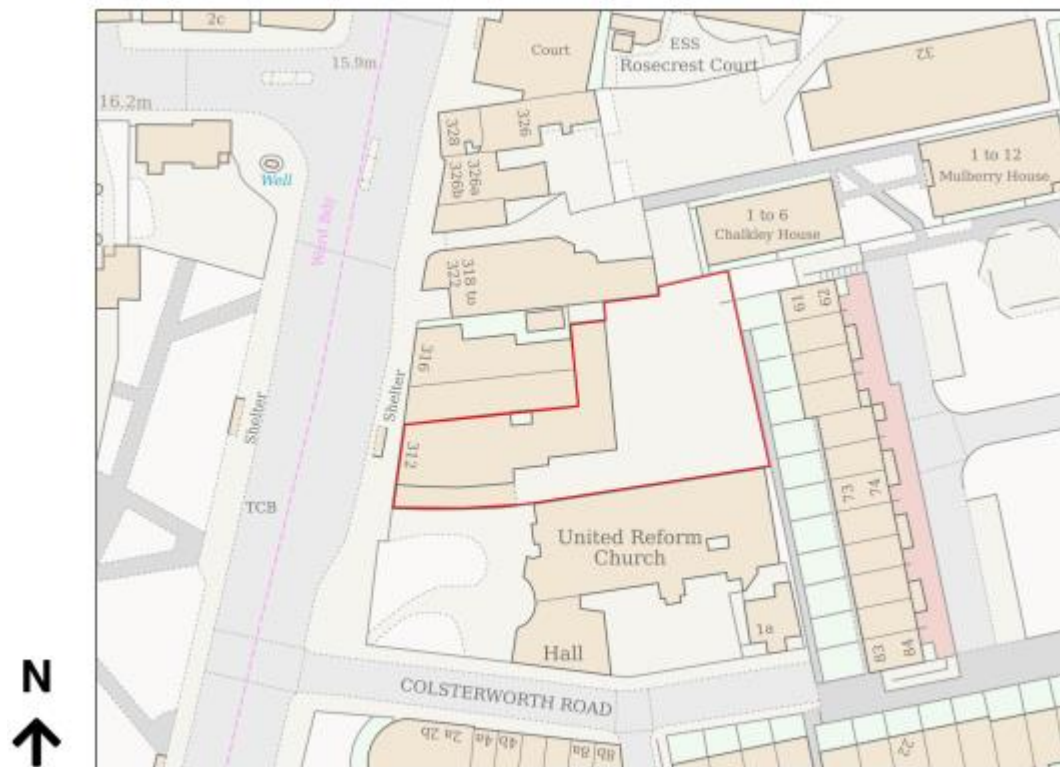 2c
15.9m
16.2m
Court
ESS
Rosecrest Court
32
328
326
326a
326b
Well
Ward Bdy
1 to 12
Mulberry House
1 to 6
Chalkley House
318 to
322
61
62
316
Shelter
Shelter
312
TCB
73
74
United Reform
Church
1a
Hall
83
84
COLSTERWORTH ROAD
2a 2b
4a
4b
8a
8b
22
N